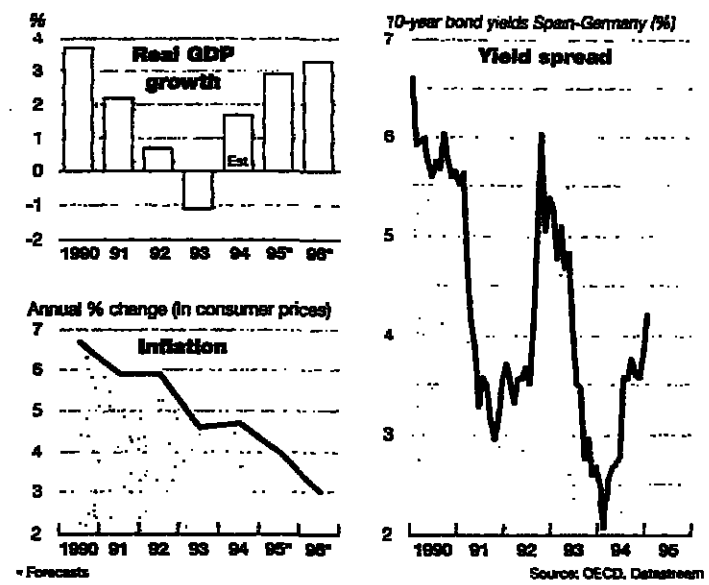 %
Real GDP
growth
4
3
2
1
0
-1
-2
Est
1990 91 92 93 94 95* 96*
Annual % change (in consumer prices)
Inflation
7
6
5
4
3
2
1990 91 92 93 94 95* 96*
* Forecasts
10-year bond yields Spain-Germany (%)
Yield spread
7
6
5
4
3
2
1990 91 92 93 94 95
Source: OECD, Datastream